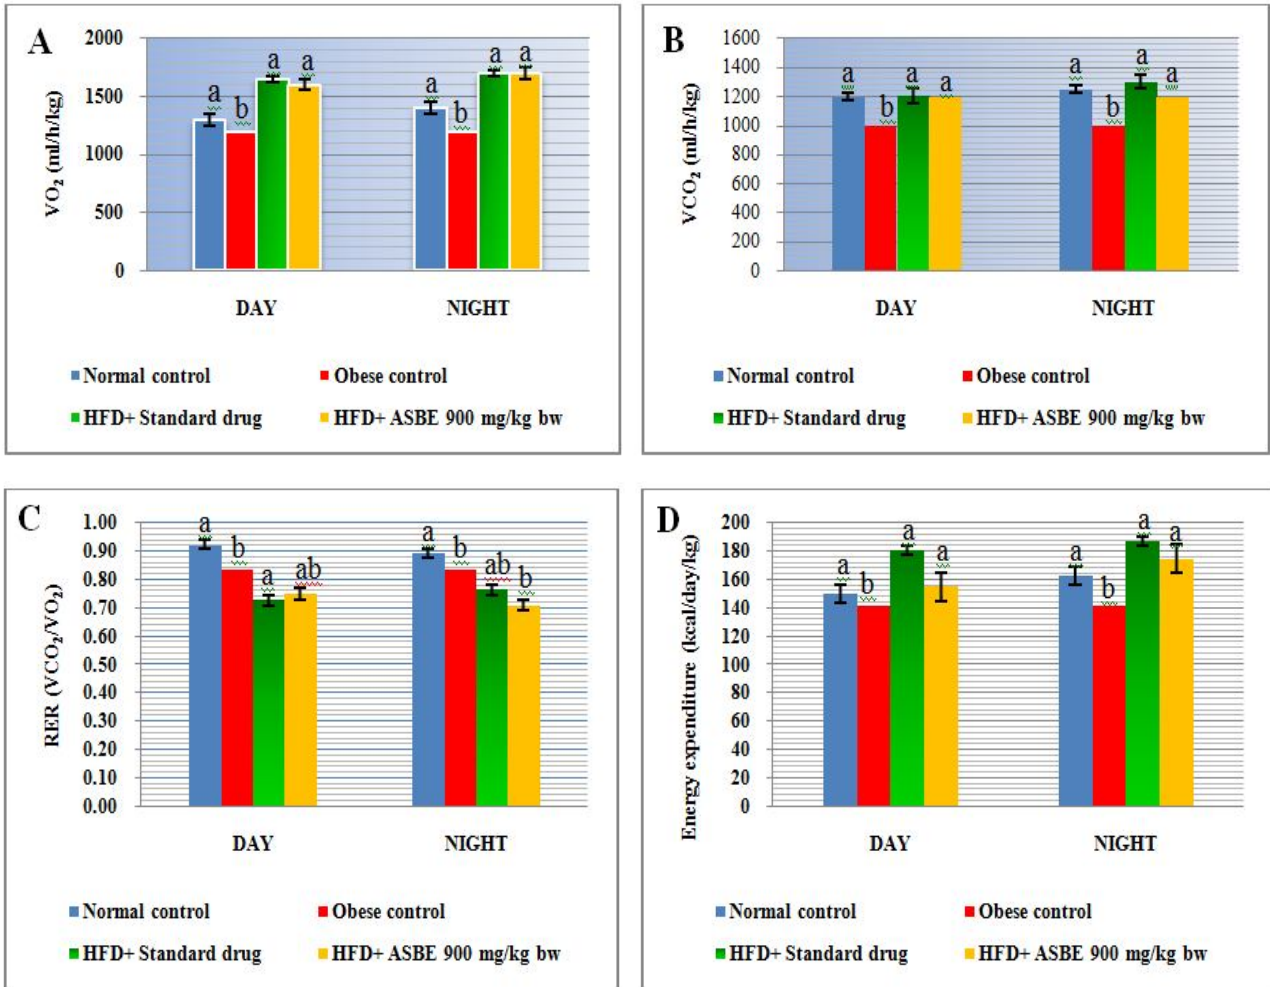 A
VO₂ (ml/h/kg)
2000
1500
1000
500
0
a
b
a
a
a
b
a
a
DAY
NIGHT
Normal control
Obese control
HFD+ Standard drug
HFD+ ASBE 900 mg/kg bw
B
VCO₂ (ml/h/kg)
1600
1400
1200
1000
800
600
400
200
0
a
b
a
a
a
b
a
a
DAY
NIGHT
Normal control
Obese control
HFD+ Standard drug
HFD+ ASBE 900 mg/kg bw
C
RER (VCO₂/VO₂)
1.00
0.90
0.80
0.70
0.60
0.50
0.40
0.30
0.20
0.10
0.00
a
b
a
ab
a
b
ab
b
DAY
NIGHT
Normal control
Obese control
HFD+ Standard drug
HFD+ ASBE 900 mg/kg bw
D
Energy expenditure (kcal/day/kg)
200
180
160
140
120
100
80
60
40
20
0
a
b
a
a
a
b
a
a
DAY
NIGHT
Normal control
Obese control
HFD+ Standard drug
HFD+ ASBE 900 mg/kg bw